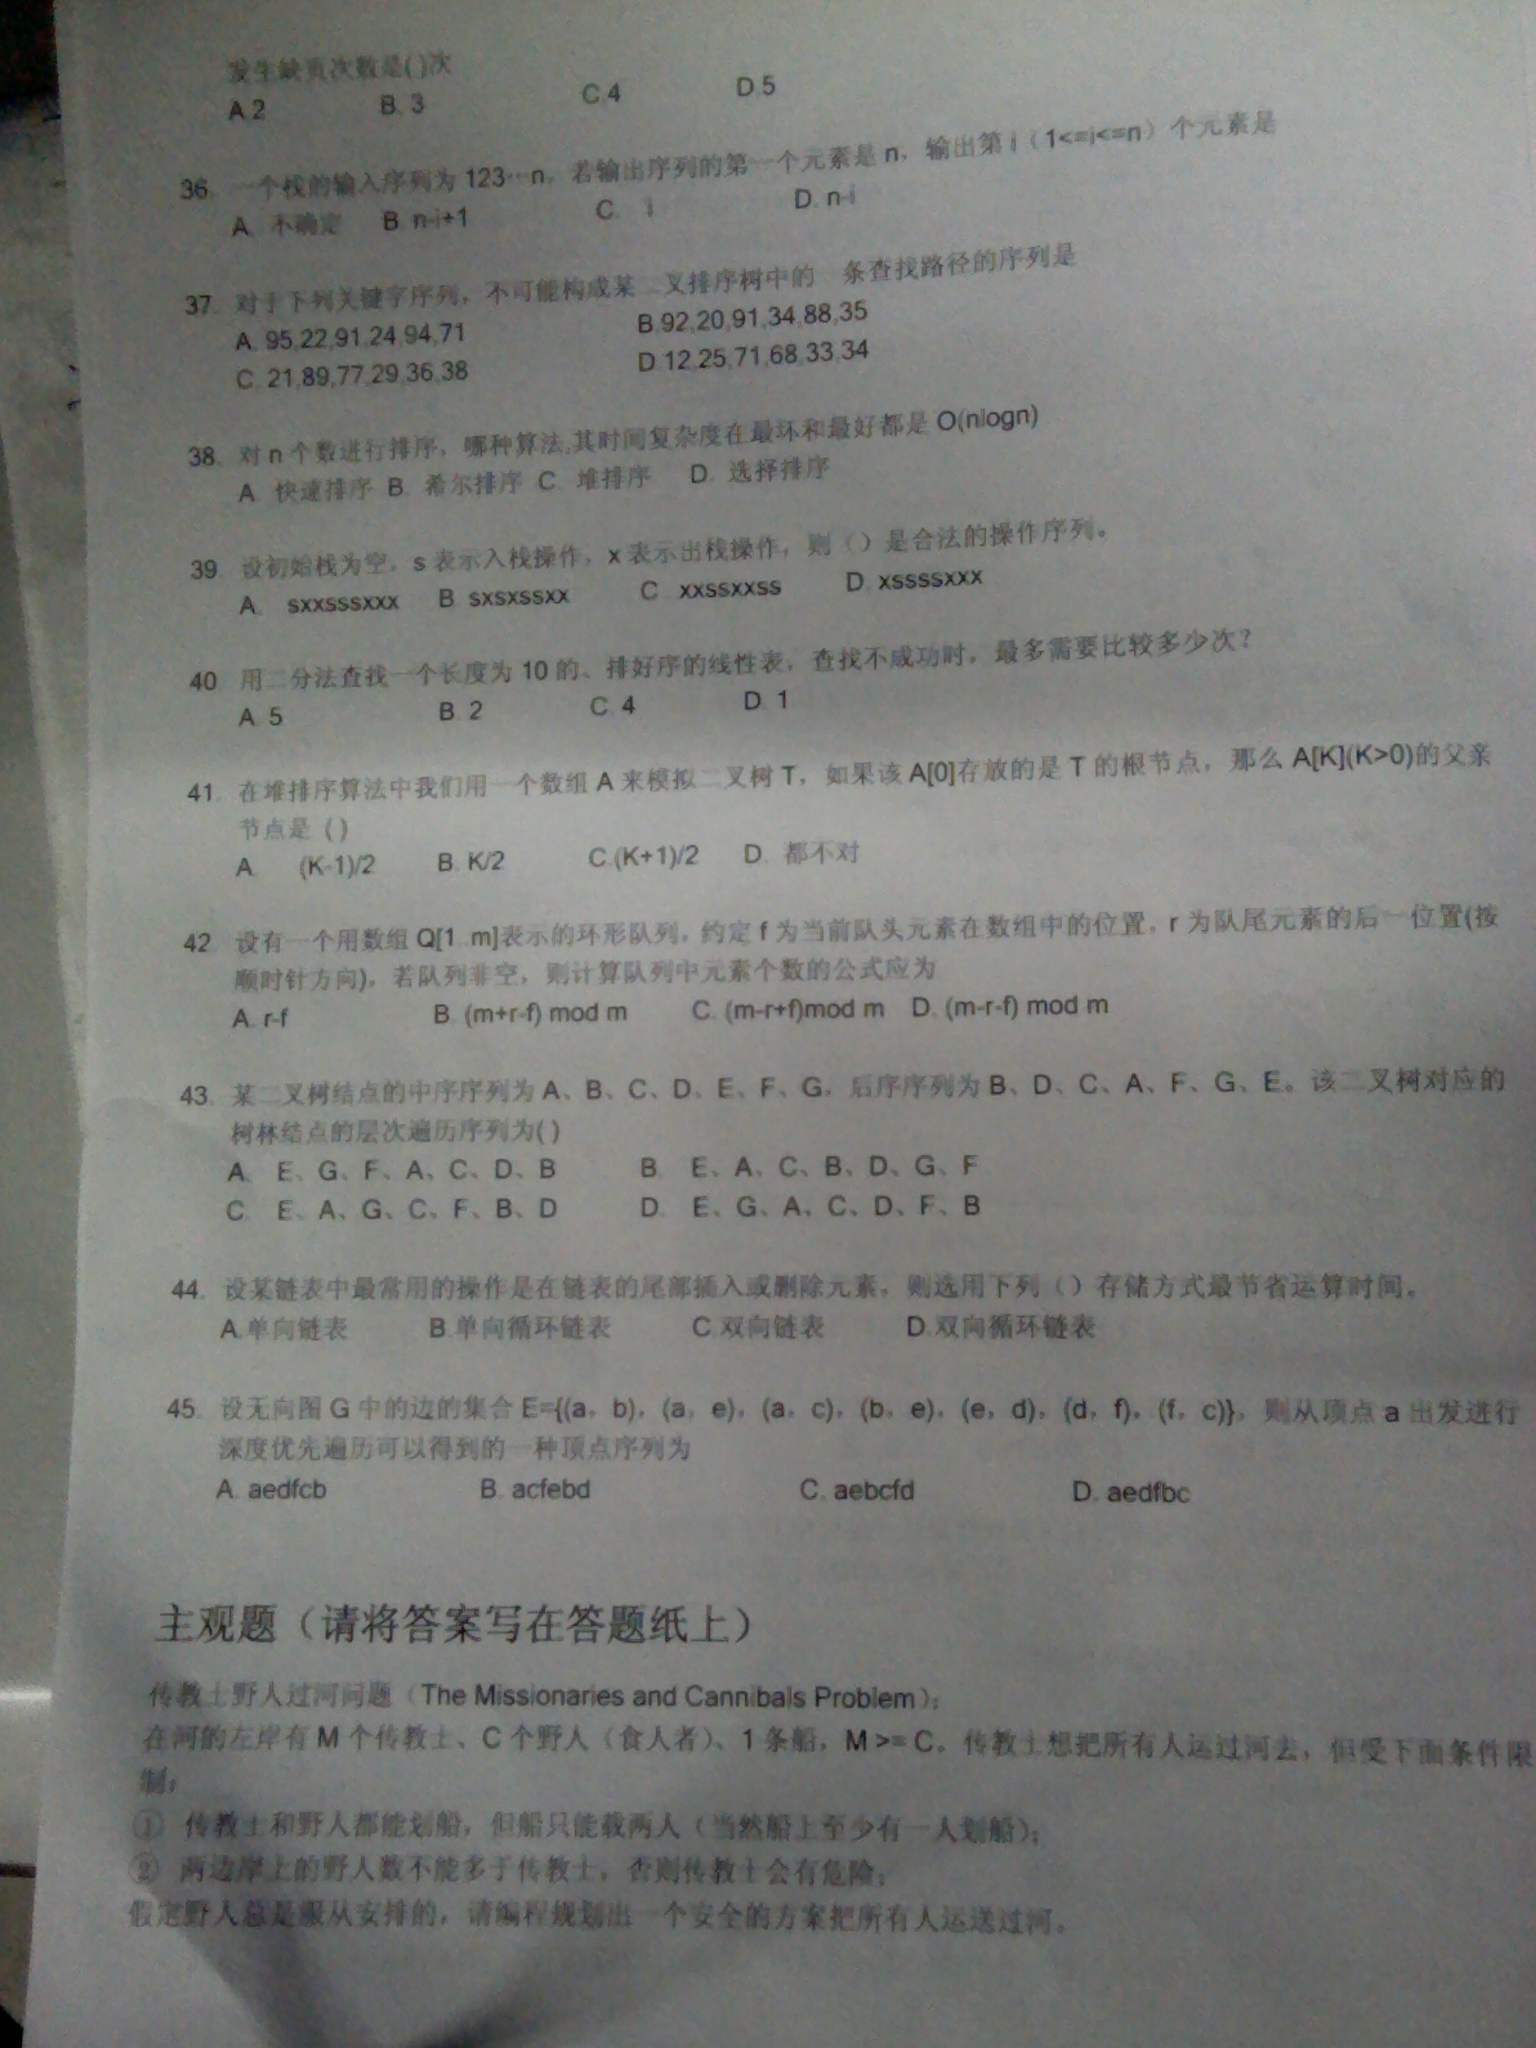 发生缺页次数是( )次
A.2 B. 3 C.4 D.5
36. 一个栈的输入序列为 123…n，若输出序列的第一个元素是 n，输出第 i（1<=i<=n）个元素是
A. 不确定 B. n-i+1 C. i D. n-i
37. 对于下列关键字序列，不可能构成某二叉排序树中的一条查找路径的序列是
A. 95,22,91,24,94,71 B.92,20,91,34,88,35
C. 21,89,77,29,36,38 D.12,25,71,68,33,34
38. 对 n 个数进行排序，哪种算法,其时间复杂度在最坏和最好都是 O(nlogn)
A. 快速排序 B. 希尔排序 C. 堆排序 D. 选择排序
39. 设初始栈为空，s 表示入栈操作，x 表示出栈操作，则（）是合法的操作序列。
A. sxxsssxxx B. sxsxssxx C. xxssxxss D. xssssxxx
40. 用二分法查找一个长度为 10 的、排好序的线性表，查找不成功时，最多需要比较多少次？
A. 5 B. 2 C. 4 D. 1
41. 在堆排序算法中我们用一个数组 A 来模拟二叉树 T，如果该 A[0]存放的是 T 的根节点，那么 A[K](K>0)的父亲
节点是（）
A. (K-1)/2 B. K/2 C.(K+1)/2 D. 都不对
42. 设有一个用数组 Q[1..m]表示的环形队列，约定 f 为当前队头元素在数组中的位置，r 为队尾元素的后一位置(按
顺时针方向)，若队列非空，则计算队列中元素个数的公式应为
A. r-f B. (m+r-f) mod m C. (m-r+f)mod m D. (m-r-f) mod m
43. 某二叉树结点的中序序列为 A、B、C、D、E、F、G，后序序列为 B、D、C、A、F、G、E。该二叉树对应的
树林结点的层次遍历序列为( )
A. E、G、F、A、C、D、B B. E、A、C、B、D、G、F
C. E、A、G、C、F、B、D D. E、G、A、C、D、F、B
44. 设某链表中最常用的操作是在链表的尾部插入或删除元素，则选用下列（）存储方式最节省运算时间。
A.单向链表 B.单向循环链表 C.双向链表 D.双向循环链表
45. 设无向图 G 中的边的集合 E={(a，b)，(a，e)，(a，c)，(b，e)，(e，d)，(d，f)，(f，c)}，则从顶点 a 出发进行
深度优先遍历可以得到的一种顶点序列为
A. aedfcb B. acfebd C. aebcfd D. aedfbc
主观题（请将答案写在答题纸上）
传教士野人过河问题（The Missionaries and Cannibals Problem）：
在河的左岸有 M 个传教士、C 个野人（食人者）、1 条船，M >= C。传教士想把所有人运过河去，但受下面条件限
制：
① 传教士和野人都能划船，但船只能载两人（当然船上至少有一人划船）；
② 两边岸上的野人数不能多于传教士，否则传教士会有危险；
假定野人总是服从安排的，请编程规划出一个安全的方案把所有人运送过河。